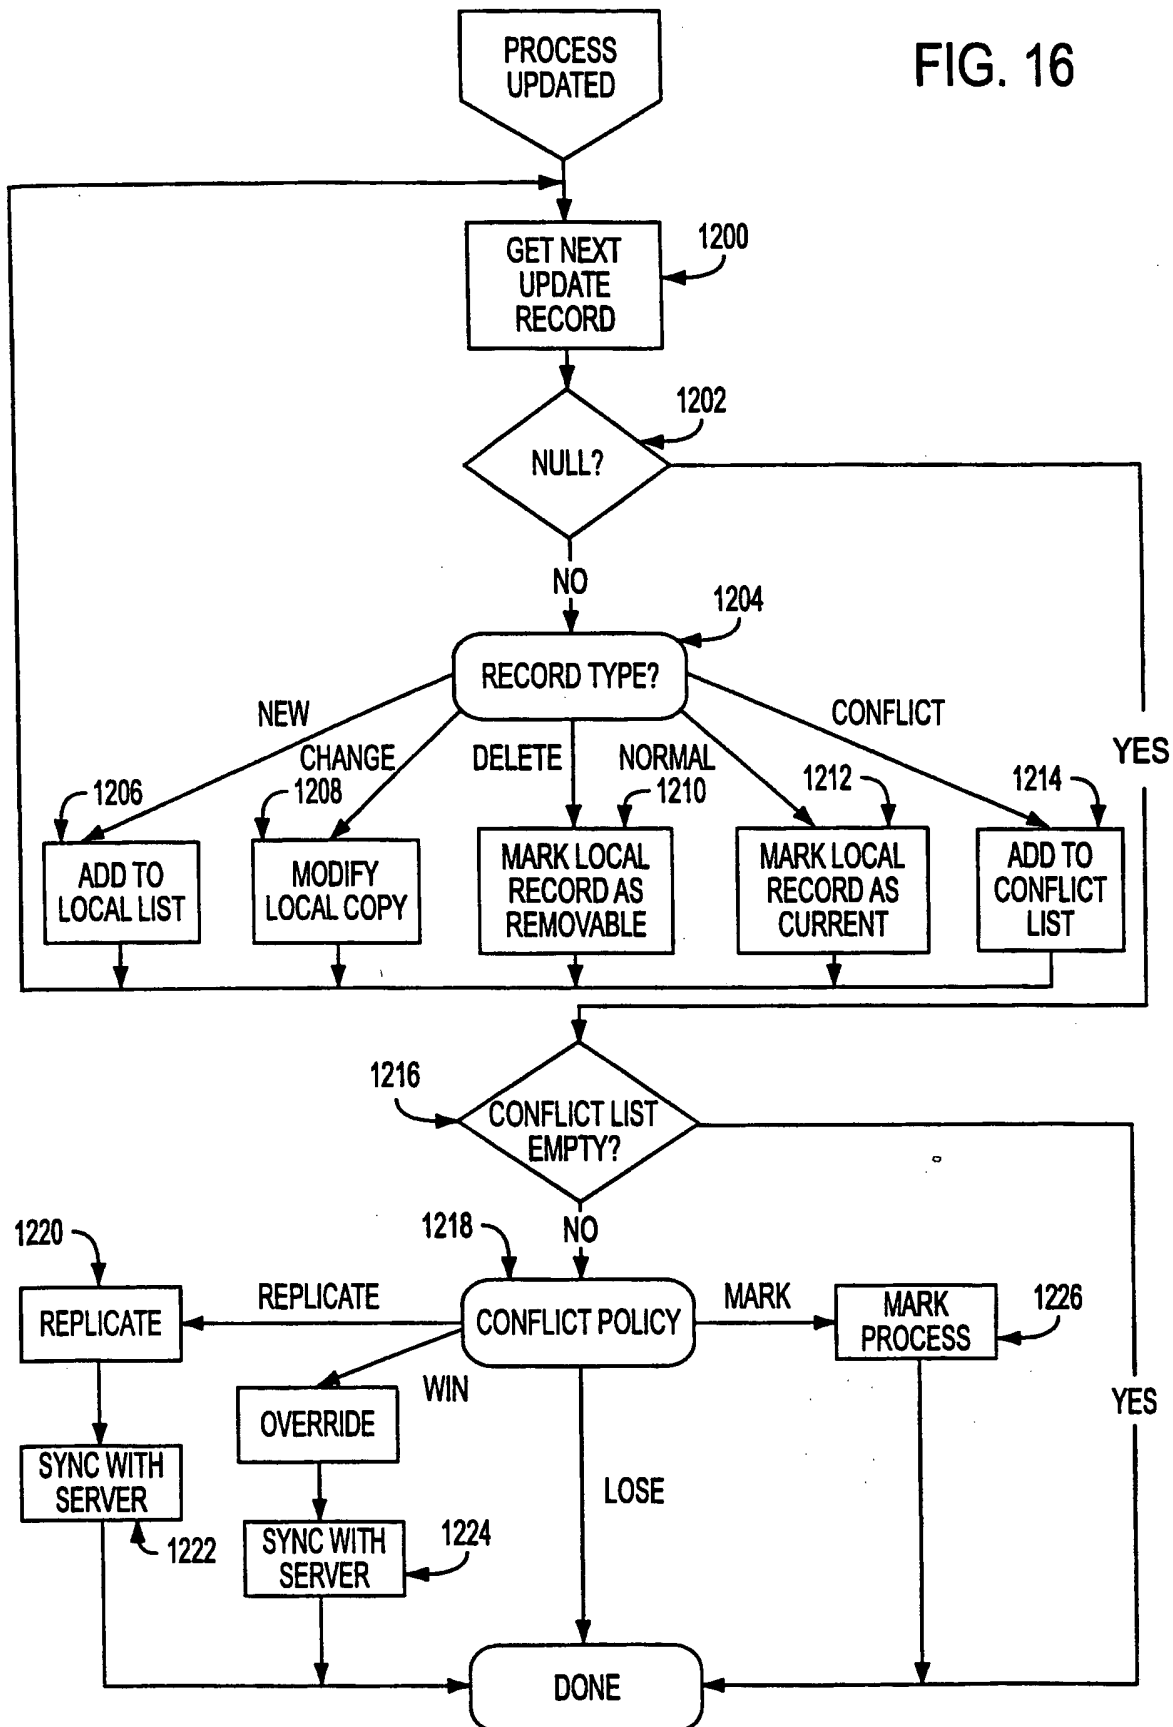 PROCESS
UPDATED
FIG. 16
GET NEXT
UPDATE
RECORD
1200
1202
NULL?
NO
1204
RECORD TYPE?
NEW
CHANGE
DELETE
NORMAL
CONFLICT
YES
1206
1208
1210
1212
1214
ADD TO
LOCAL LIST
MODIFY
LOCAL COPY
MARK LOCAL
RECORD AS
REMOVABLE
MARK LOCAL
RECORD AS
CURRENT
ADD TO
CONFLICT
LIST
1216
CONFLICT LIST
EMPTY?
NO
1218
1220
REPLICATE
REPLICATE
CONFLICT POLICY
MARK
MARK
PROCESS
1226
WIN
OVERRIDE
YES
SYNC WITH
SERVER
1222
LOSE
SYNC WITH
SERVER
1224
DONE